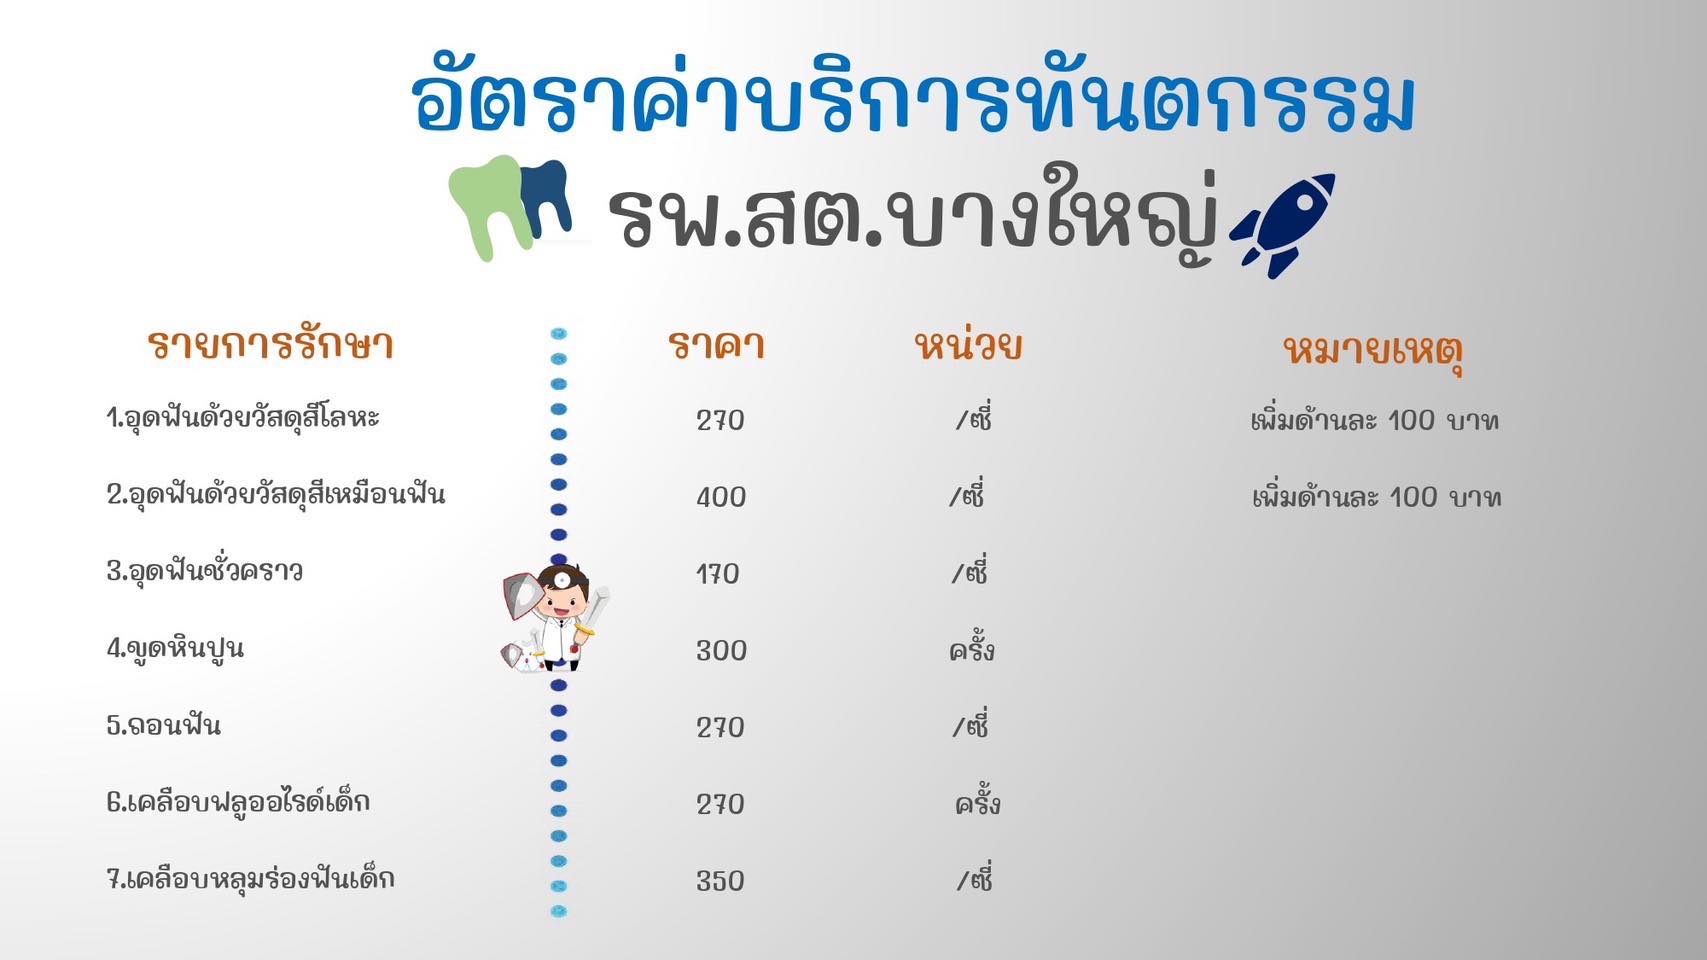 อัตราค่าบริการทันตกรรม
รพ.สต.บางใหญ่
รายการรักษา ราคา หน่วย หมายเหตุ
1.อุดฟันด้วยวัสดุสีโลหะ 270 /ซี่ เพิ่มด้านละ 100 บาท
2.อุดฟันด้วยวัสดุสีเหมือนฟัน 400 /ซี่ เพิ่มด้านละ 100 บาท
3.อุดฟันชั่วคราว 170 /ซี่
4.ขูดหินปูน 300 ครั้ง
5.ถอนฟัน 270 /ซี่
6.เคลือบฟลูออไรด์เด็ก 270 ครั้ง
7.เคลือบหลุมร่องฟันเด็ก 350 /ซี่